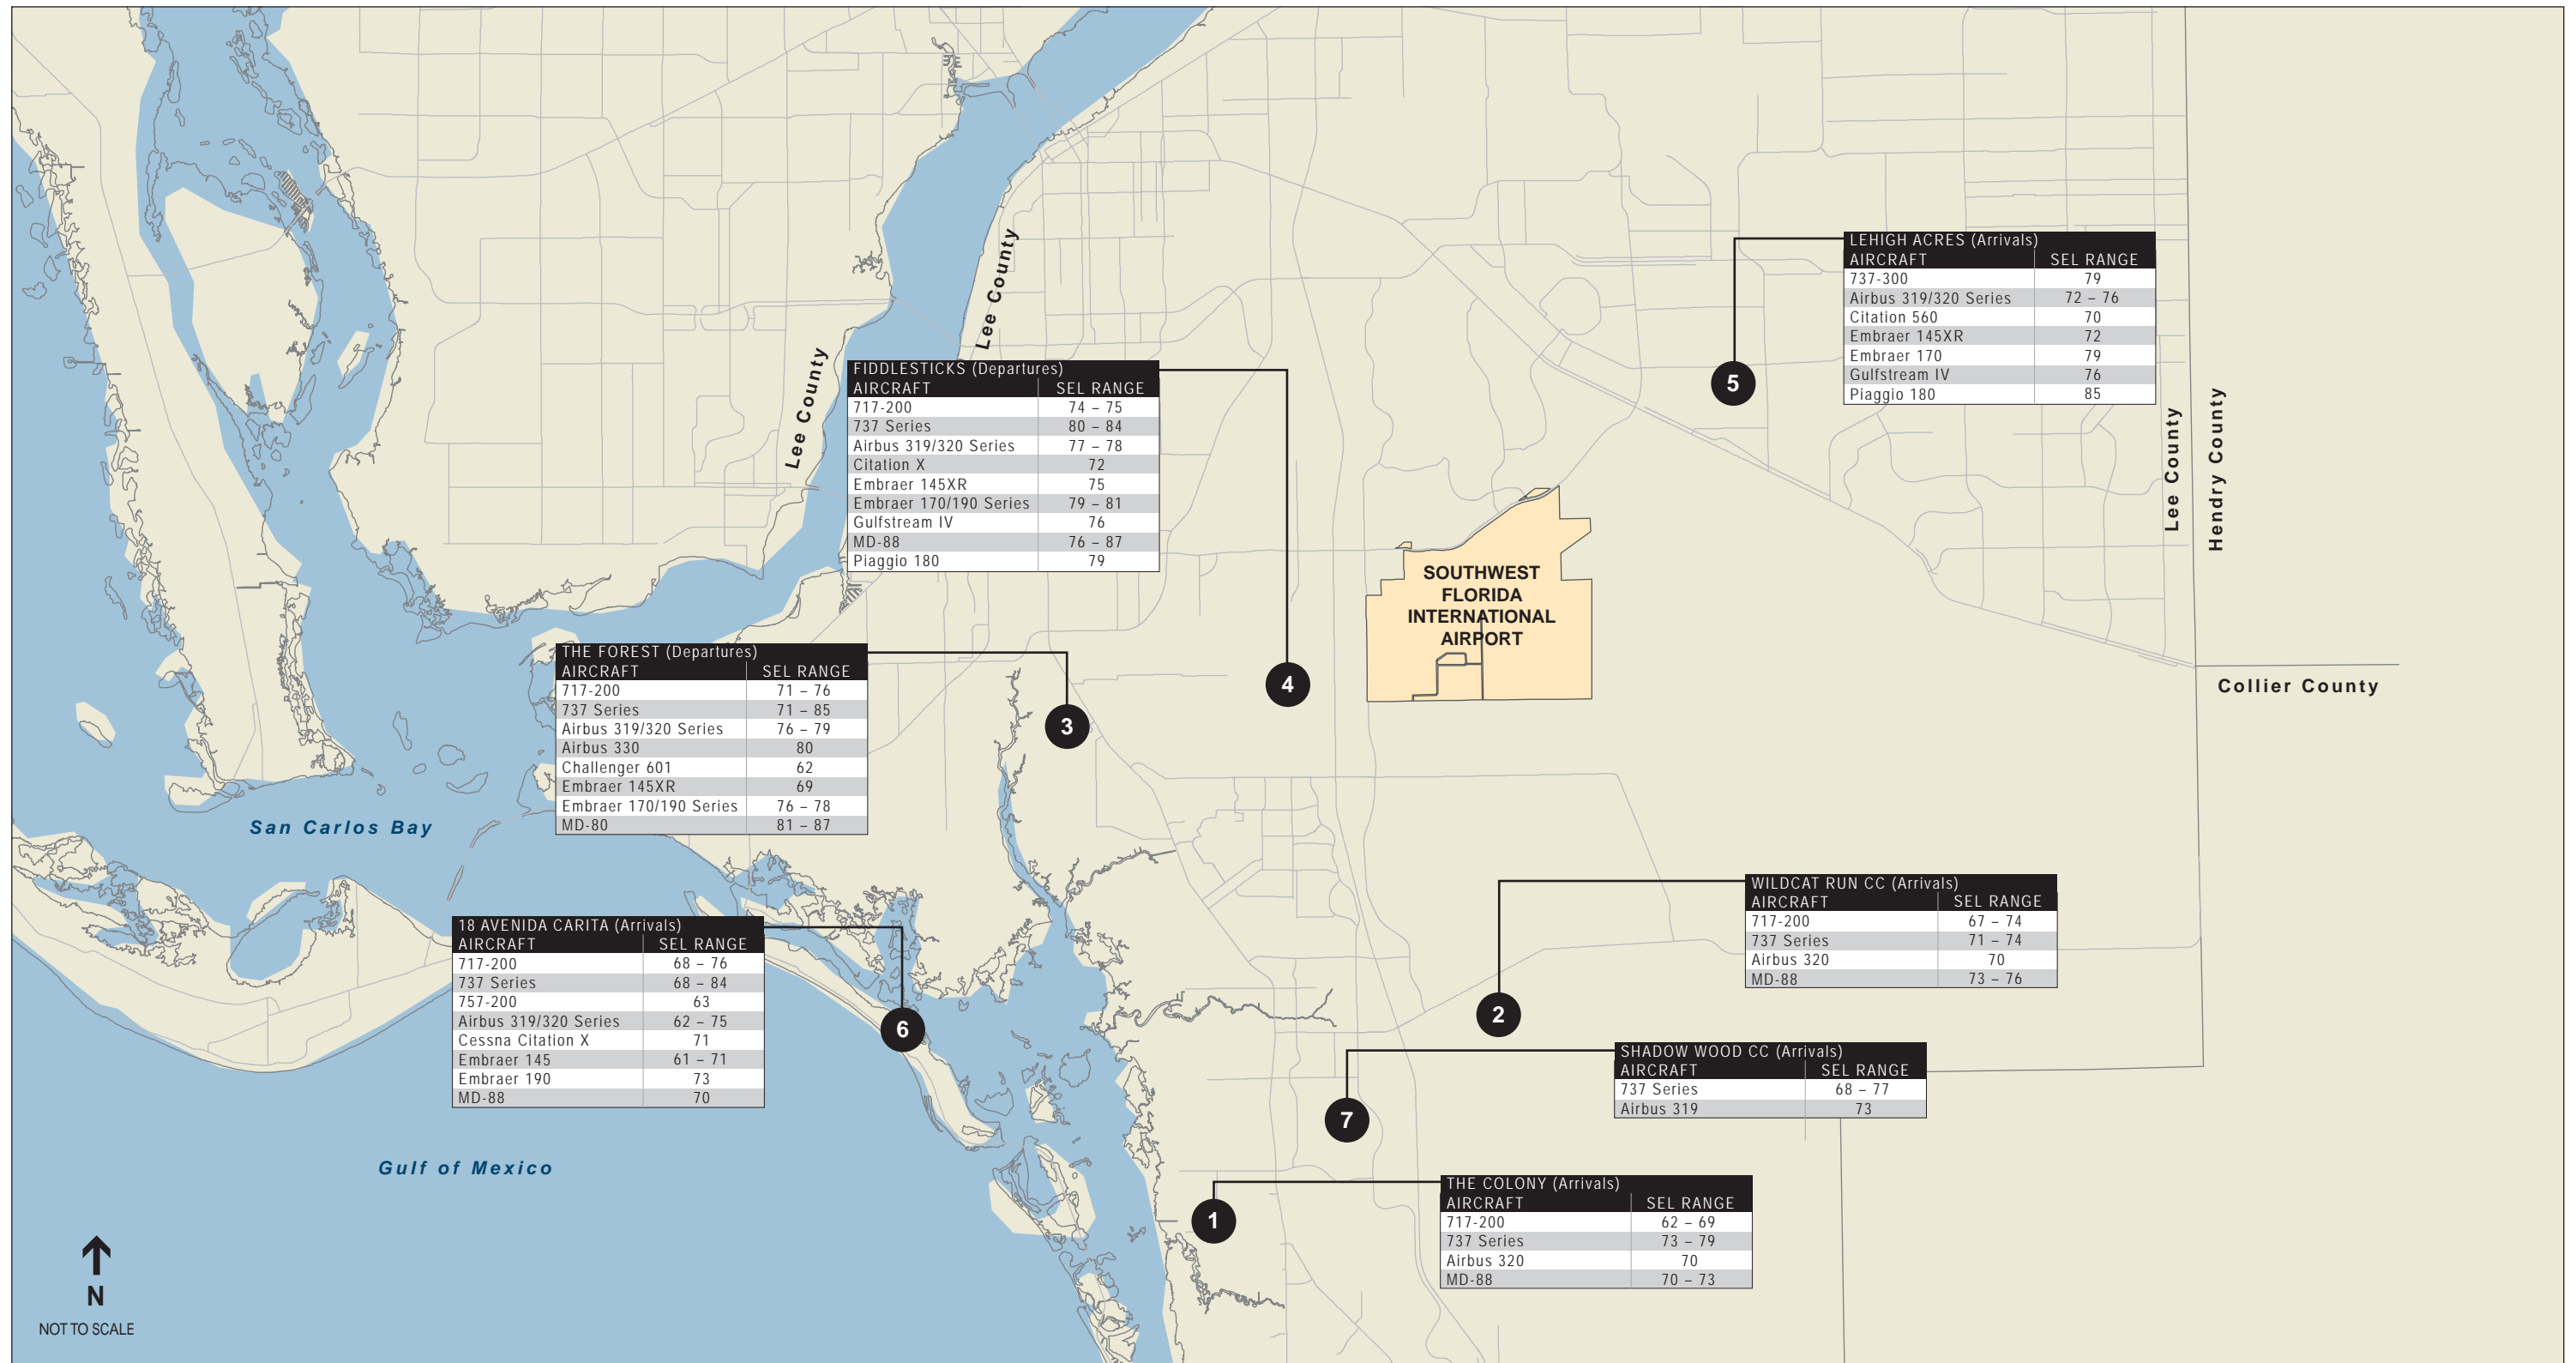 Lee County
Lee County
LEHIGH ACRES (Arrivals)
AIRCRAFT SEL RANGE
737-300 79
Airbus 319/320 Series 72 – 76
Citation 560 70
Embraer 145XR 72
Embraer 170 79
Gulfstream IV 76
Piaggio 180 85
5
FIDDLESTICKS (Departures)
AIRCRAFT SEL RANGE
717-200 74 – 75
737 Series 80 – 84
Airbus 319/320 Series 77 – 78
Citation X 72
Embraer 145XR 75
Embraer 170/190 Series 79 – 81
Gulfstream IV 76
MD-88 76 – 87
Piaggio 180 79
Lee County
Hendry County
SOUTHWEST
FLORIDA
INTERNATIONAL
AIRPORT
4
Collier County
THE FOREST (Departures)
AIRCRAFT SEL RANGE
717-200 71 – 76
737 Series 71 – 85
Airbus 319/320 Series 76 – 79
Airbus 330 80
Challenger 601 62
Embraer 145XR 69
Embraer 170/190 Series 76 – 78
MD-80 81 – 87
3
San Carlos Bay
WILDCAT RUN CC (Arrivals)
AIRCRAFT SEL RANGE
717-200 67 – 74
737 Series 71 – 74
Airbus 320 70
MD-88 73 – 76
2
18 AVENIDA CARITA (Arrivals)
AIRCRAFT SEL RANGE
717-200 68 – 76
737 Series 68 – 84
757-200 63
Airbus 319/320 Series 62 – 75
Cessna Citation X 71
Embraer 145 61 – 71
Embraer 190 73
MD-88 70
6
SHADOW WOOD CC (Arrivals)
AIRCRAFT SEL RANGE
737 Series 68 – 77
Airbus 319 73
7
Gulf of Mexico
THE COLONY (Arrivals)
AIRCRAFT SEL RANGE
717-200 62 – 69
737 Series 73 – 79
Airbus 320 70
MD-88 70 – 73
1
N
NOT TO SCALE